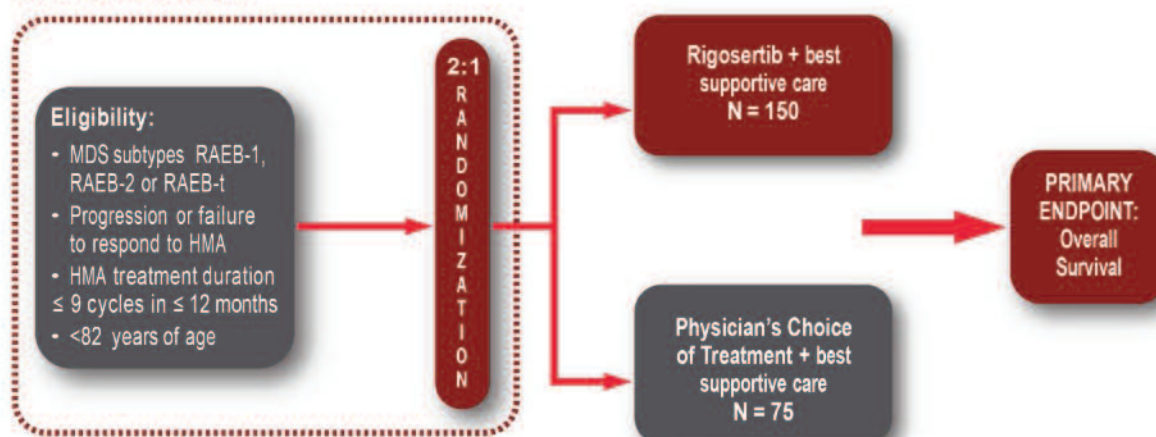 Eligibility:
• MDS subtypes RAEB-1,
RAEB-2 or RAEB-t
• Progression or failure
to respond to HMA
• HMA treatment duration
≤ 9 cycles in ≤ 12 months
• <82 years of age
2:1
RANDOMIZATION
Rigosertib + best
supportive care
N = 150
Physician's Choice
of Treatment + best
supportive care
N = 75
PRIMARY
ENDPOINT:
Overall
Survival